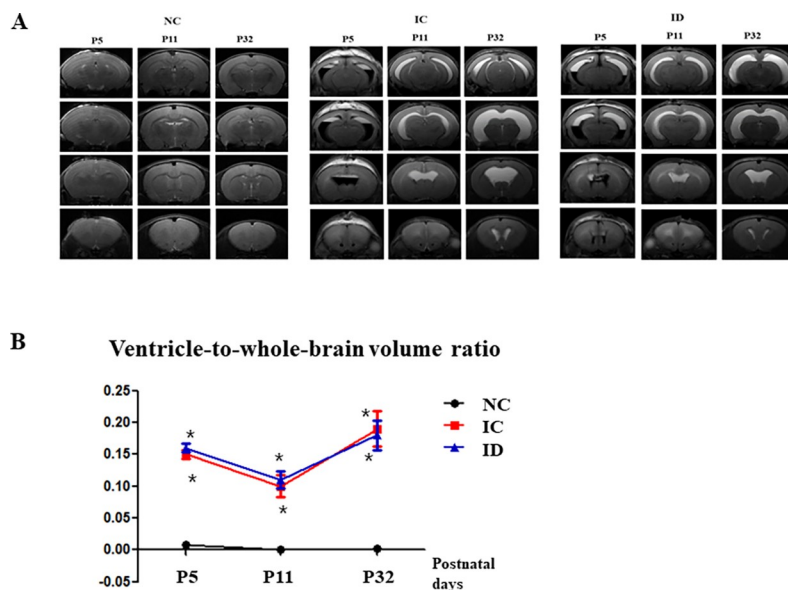 A
NC
IC
ID
P5
P11
P32
P5
P11
P32
P5
P11
P32
B
Ventricle-to-whole-brain volume ratio
0.25
0.20
0.15
0.10
0.05
0.00
-0.05
*
*
*
*
*
*
NC
IC
ID
P5
P11
P32
Postnatal
days